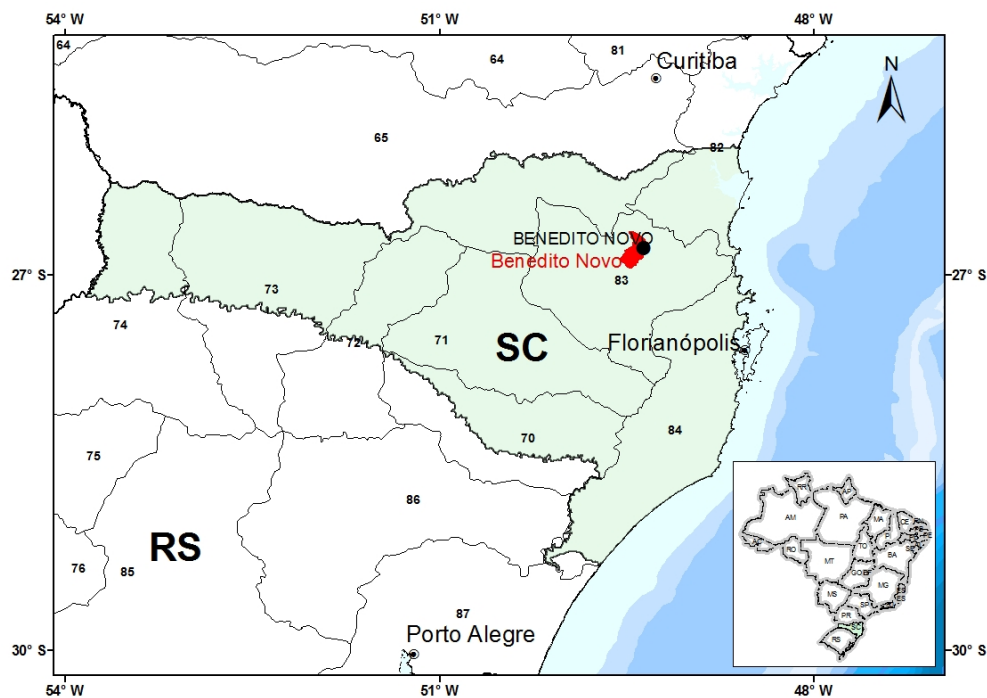 54° W
51° W
48° W
64
64
81
Curitiba
N
65
82
BENEDITO NOVO
Benedito Novo
27° S
27° S
83
73
74
72
71
SC
Florianópolis
70
84
75
86
RS
76
85
87
Porto Alegre
30° S
30° S
54° W
51° W
48° W
RR
AP
AM
PA
MA
CE
RO
TO
MT
BA
GO
DF
MG
MS
ES
SP
PR
SC
RS